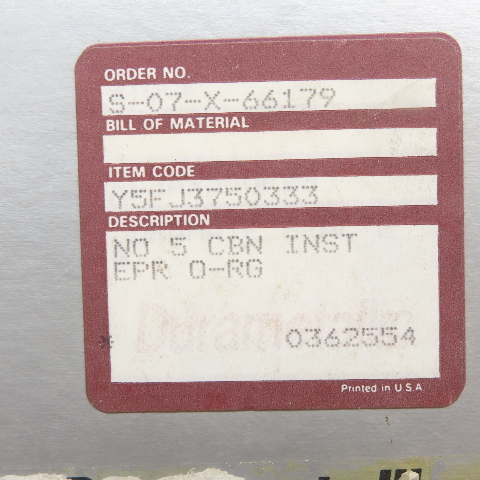 ORDER NO.
S-07-X-66179
BILL OF MATERIAL
ITEM CODE
Y5FJ3750333
DESCRIPTION
NO 5 CBN INST
EPR O-RG
* 0362554
Printed in U.S.A.